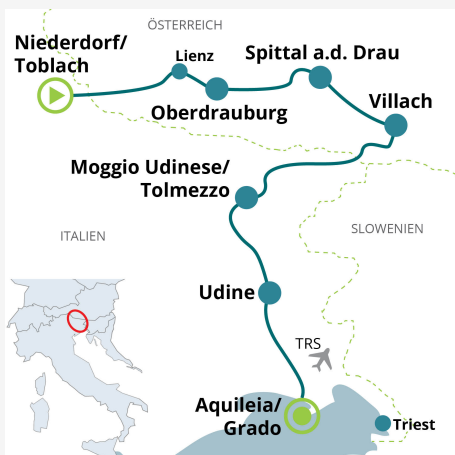 ÖSTERREICH
Niederdorf/
Toblach
Lienz
Spittal a.d. Drau
Oberdrauburg
Villach
Moggio Udinese/
Tolmezzo
SLOWENIEN
ITALIEN
Udine
TRS
Aquileia/
Grado
Triest